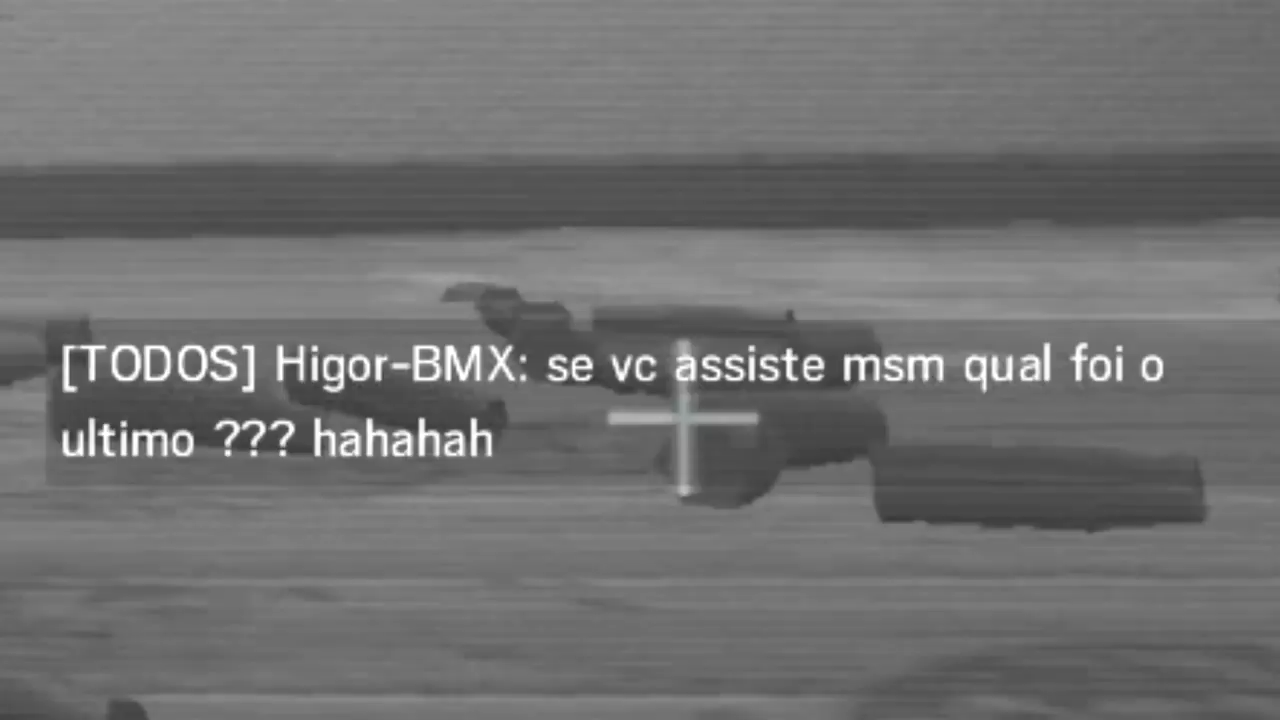 [TODOS] Higor-BMX: se vc assiste msm qual foi o
ultimo ??? hahahah